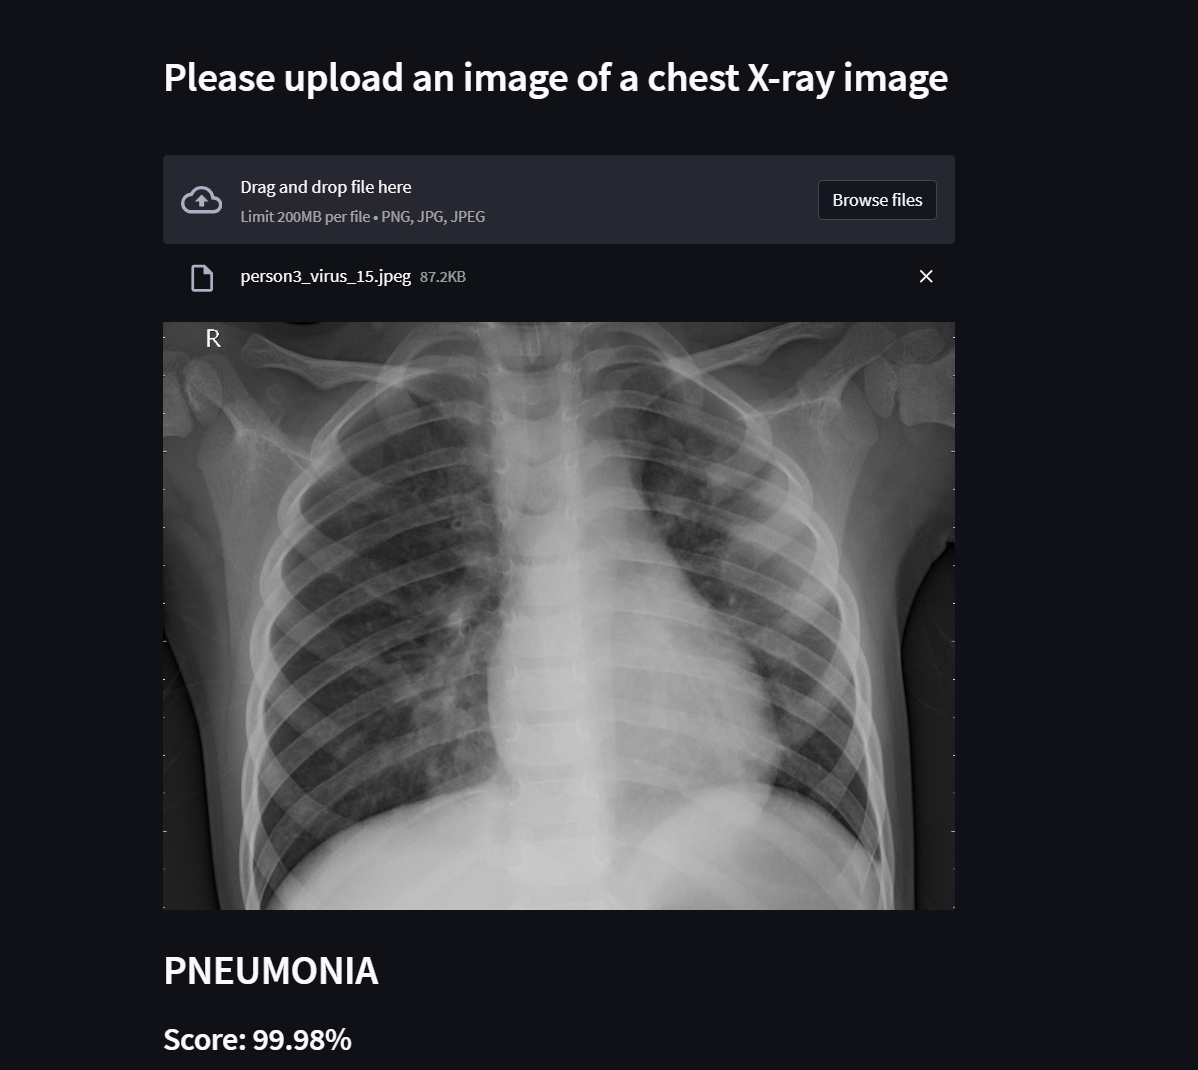 Please upload an image of a chest X-ray image
Drag and drop file here
Limit 200MB per file • PNG, JPG, JPEG
Browse files
person3_virus_15.jpeg 87.2KB
R
PNEUMONIA
Score: 99.98%